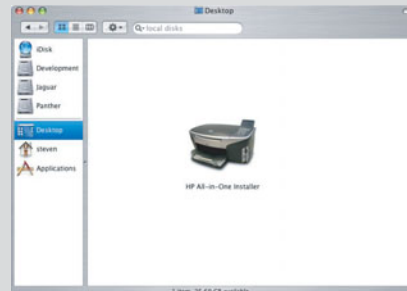 Desktop
local disks
iDisk
Development
Jaguar
Panther
Desktop
steven
Applications
HP All-in-One Installer